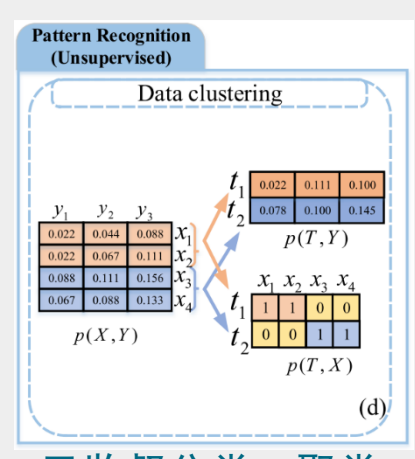 Pattern Recognition
(Unsupervised)
Data clustering
y1 y2 y3
0.022 0.044 0.088 x1
0.022 0.067 0.111 x2
0.088 0.111 0.156 x3
0.067 0.088 0.133 x4
p(X,Y)
t1 0.022 0.111 0.100
t2 0.078 0.100 0.145
p(T,Y)
x1 x2 x3 x4
t1 1 1 0 0
t2 0 0 1 1
p(T,X)
(d)